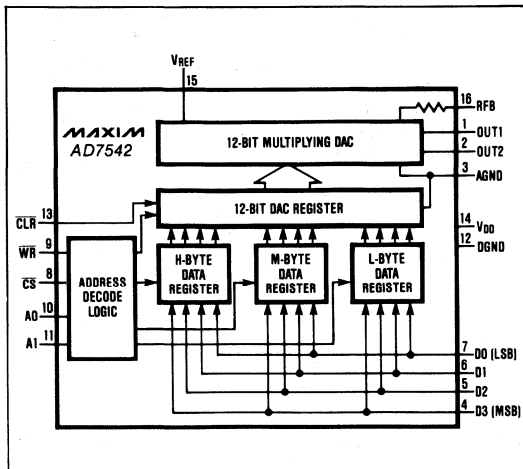 VREF
15
16 RFB
MAXIM
AD7542
12-BIT MULTIPLYING DAC
1 OUT1
2 OUT2
3 AGND
13 CLR
12-BIT DAC REGISTER
14 VDD
12 DGND
9 WR
8 CS
10 A0
11 A1
ADDRESS
DECODE
LOGIC
H-BYTE
DATA
REGISTER
M-BYTE
DATA
REGISTER
L-BYTE
DATA
REGISTER
7 D0 (LSB)
6 D1
5 D2
4 D3 (MSB)